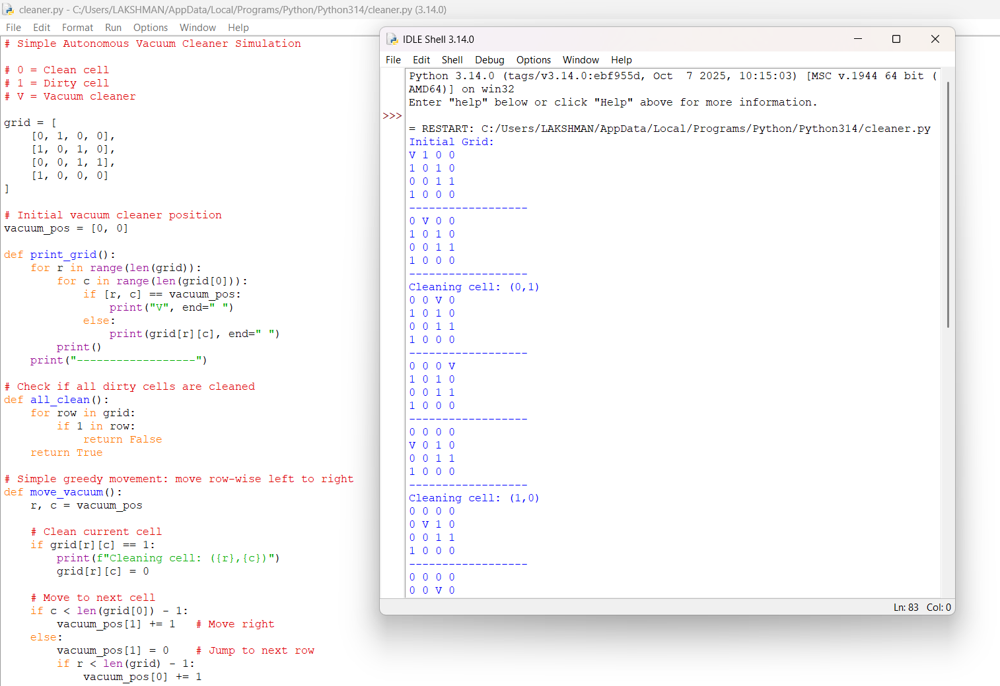 cleaner.py - C:/Users/LAKSHMAN/AppData/Local/Programs/Python/Python314/cleaner.py (3.14.0)
File Edit Format Run Options Window Help
# Simple Autonomous Vacuum Cleaner Simulation
# 0 = Clean cell
# 1 = Dirty cell
# V = Vacuum cleaner
grid = [
    [0, 1, 0, 0],
    [1, 0, 1, 0],
    [0, 0, 1, 1],
    [1, 0, 0, 0]
]
# Initial vacuum cleaner position
vacuum_pos = [0, 0]
def print_grid():
    for r in range(len(grid)):
        for c in range(len(grid[0])):
            if [r, c] == vacuum_pos:
                print("V", end=" ")
            else:
                print(grid[r][c], end=" ")
        print()
    print("------------------")
# Check if all dirty cells are cleaned
def all_clean():
    for row in grid:
        if 1 in row:
            return False
    return True
# Simple greedy movement: move row-wise left to right
def move_vacuum():
    r, c = vacuum_pos
    # Clean current cell
    if grid[r][c] == 1:
        print(f"Cleaning cell: ({r},{c})")
        grid[r][c] = 0
    # Move to next cell
    if c < len(grid[0]) - 1:
        vacuum_pos[1] += 1   # Move right
    else:
        vacuum_pos[1] = 0    # Jump to next row
        if r < len(grid) - 1:
            vacuum_pos[0] += 1
IDLE Shell 3.14.0
File Edit Shell Debug Options Window Help
Python 3.14.0 (tags/v3.14.0:ebf955d, Oct  7 2025, 10:15:03) [MSC v.1944 64 bit (
AMD64)] on win32
Enter "help" below or click "Help" above for more information.
>>>
= RESTART: C:/Users/LAKSHMAN/AppData/Local/Programs/Python/Python314/cleaner.py
Initial Grid:
V 1 0 0
1 0 1 0
0 0 1 1
1 0 0 0
------------------
0 V 0 0
1 0 1 0
0 0 1 1
1 0 0 0
------------------
Cleaning cell: (0,1)
0 0 V 0
1 0 1 0
0 0 1 1
1 0 0 0
------------------
0 0 0 V
1 0 1 0
0 0 1 1
1 0 0 0
------------------
0 0 0 0
V 0 1 0
0 0 1 1
1 0 0 0
------------------
Cleaning cell: (1,0)
0 0 0 0
0 V 1 0
0 0 1 1
1 0 0 0
------------------
0 0 0 0
0 0 V 0
Ln: 83 Col: 0